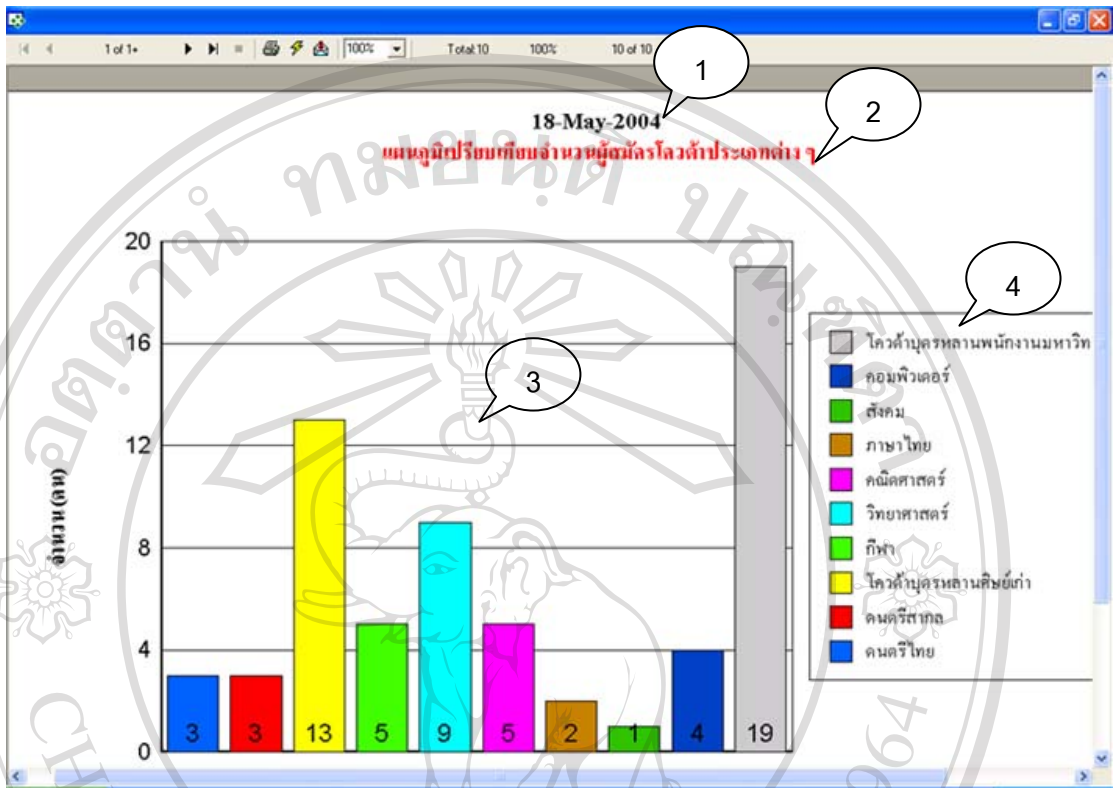 1 of 1+ 100% Total:10 100% 10 of 10
1
18-May-2004
2
แผนภูมิเปรียบเทียบจำนวนผู้สมัครโควต้าประเภทต่าง ๆ
20
16
12
8
4
0
จำนวน(คน)
3
3
3
13
5
9
5
2
1
4
19
4
โควต้าบุตรหลานพนักงานมหาวิท
คอมพิวเตอร์
สังคม
ภาษาไทย
คณิตศาสตร์
วิทยาศาสตร์
กีฬา
โควต้าบุตรหลานศิษย์เก่า
ดนตรีสากล
ดนตรีไทย